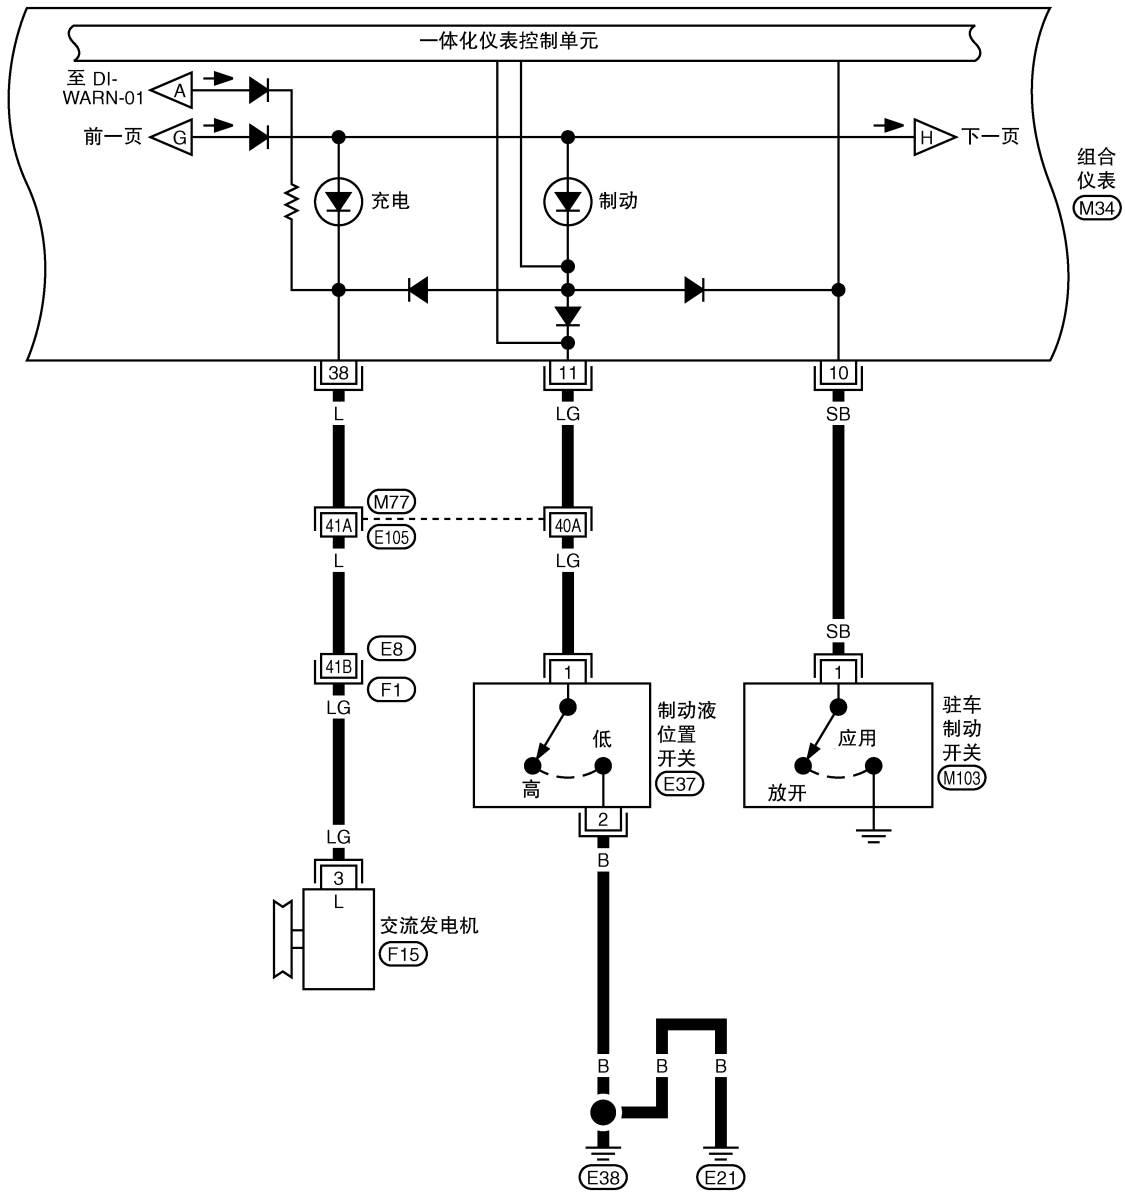 一体化仪表控制单元
至 DI-
WARN-01
A
前一页
G
H
下一页
充电
制动
组合
仪表
M34
38
11
10
L
LG
SB
M77
41A
40A
E105
L
LG
SB
E8
41B
F1
1
1
LG
制动液
位置
开关
E37
低
高
驻车
制动
开关
M103
应用
放开
2
LG
B
3
L
交流发电机
F15
B
B
B
E38
E21